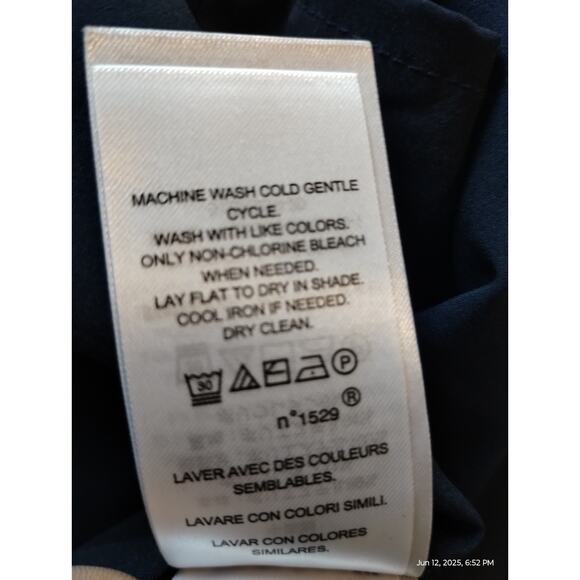 MACHINE WASH COLD GENTLE
CYCLE.
WASH WITH LIKE COLORS.
ONLY NON-CHLORINE BLEACH
WHEN NEEDED.
LAY FLAT TO DRY IN SHADE.
COOL IRON IF NEEDED.
DRY CLEAN.
30 P
n°1529 ®
LAVER AVEC DES COULEURS
SEMBLABLES.
LAVARE CON COLORI SIMILI.
LAVAR CON COLORES
SIMILARES.
Jun 12, 2025, 6:52 PM